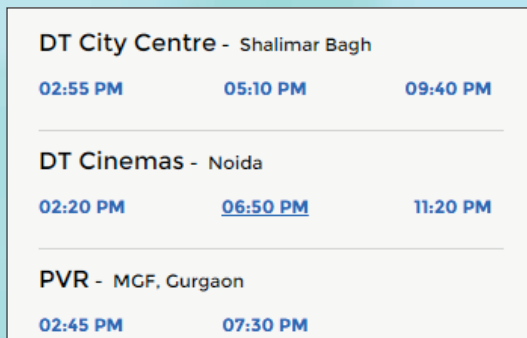 DT City Centre - Shalimar Bagh
02:55 PM 05:10 PM 09:40 PM
DT Cinemas - Noida
02:20 PM 06:50 PM 11:20 PM
PVR - MGF, Gurgaon
02:45 PM 07:30 PM